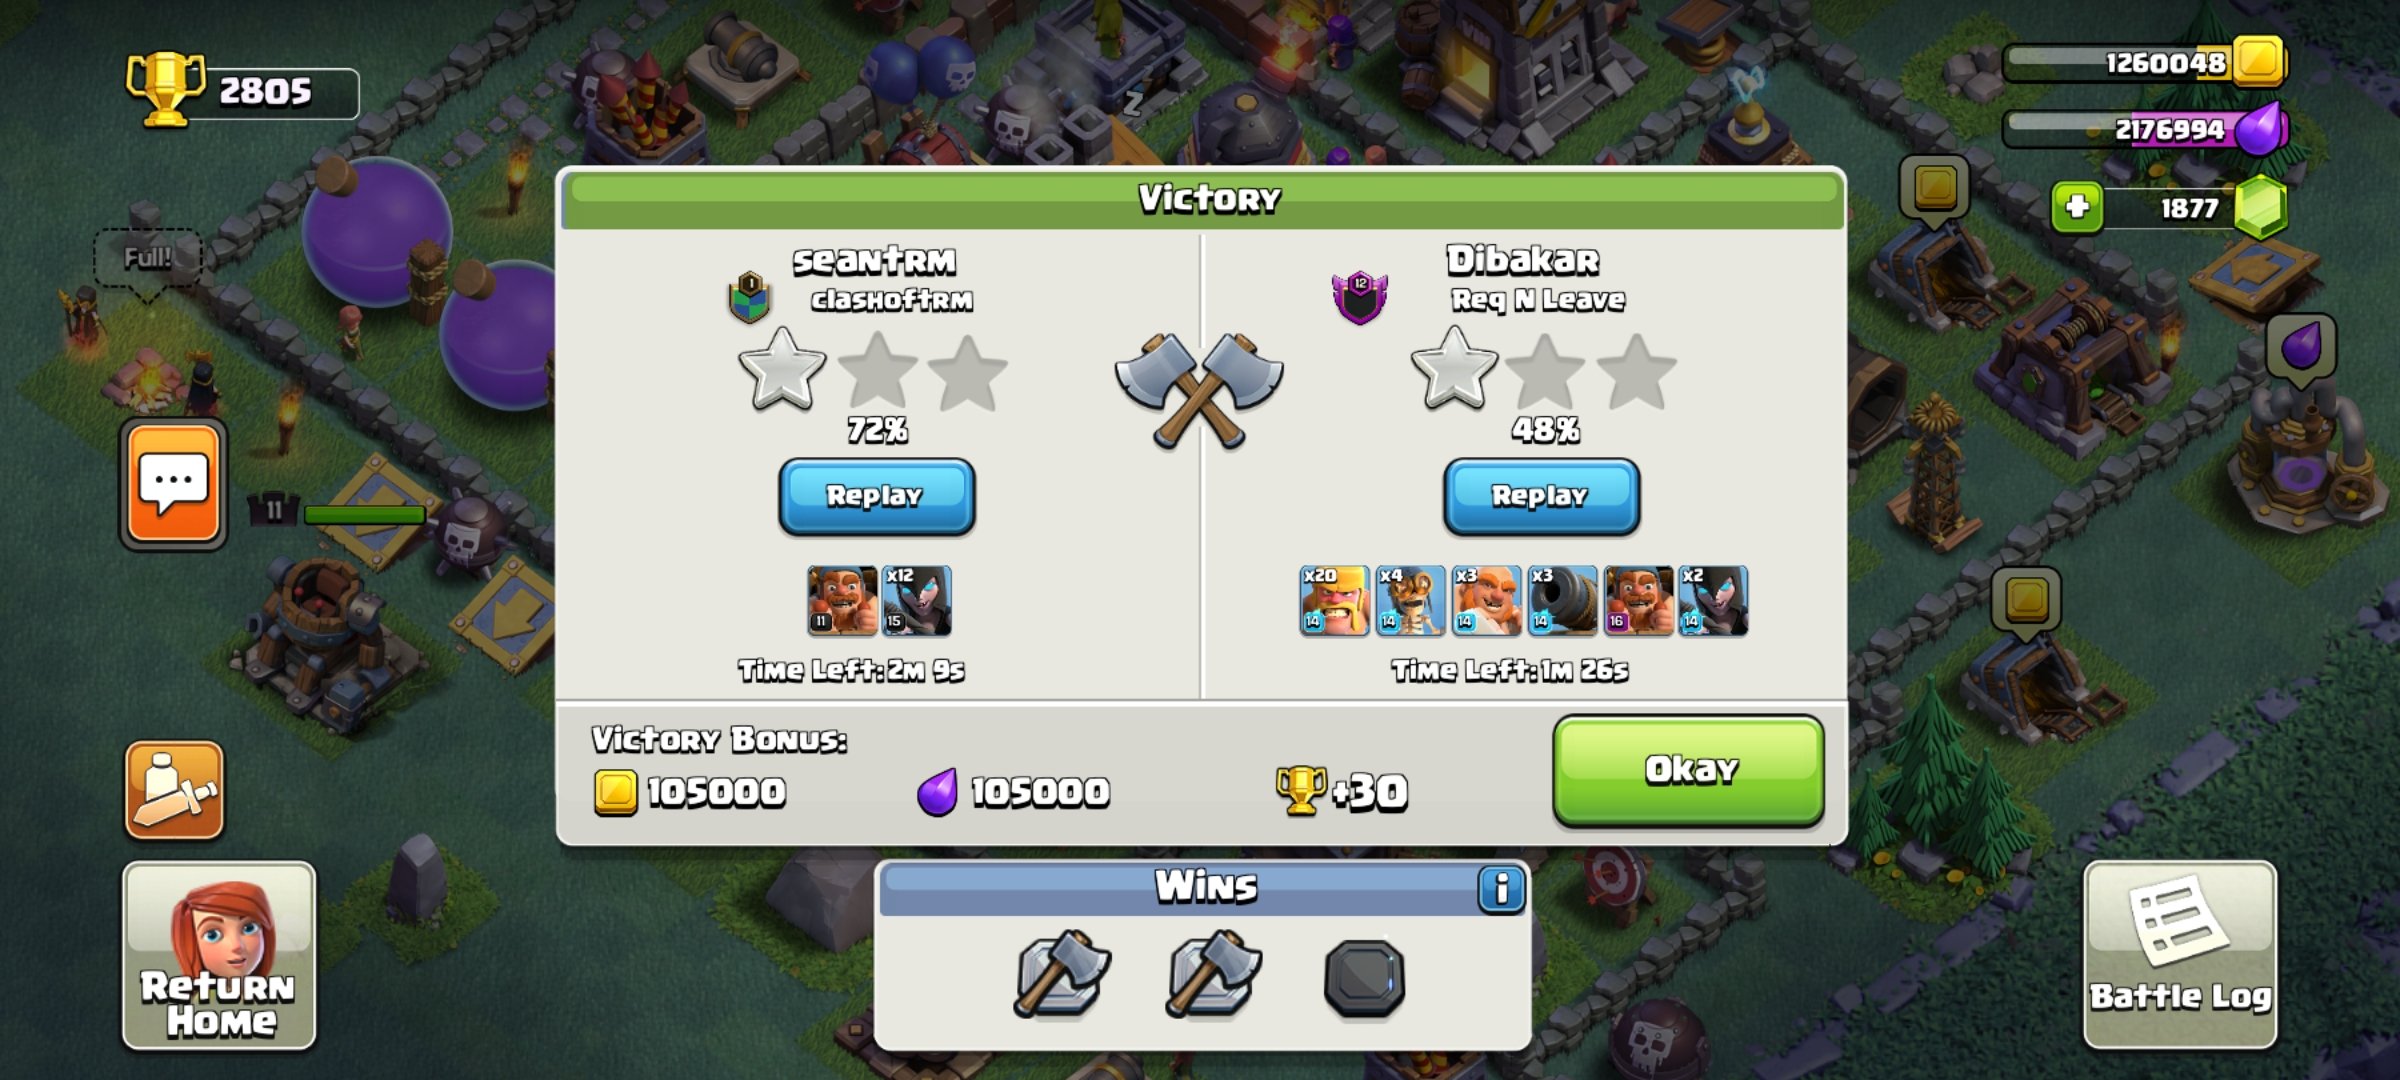 2805
1260048
2176994
1877
Full!
Z
11
Victory
seantrm
clashoftrm
1
72%
Replay
11
x12
15
Time Left:2m 9s
Dibakar
Req N Leave
12
48%
Replay
x20
14
x4
14
x3
14
x3
14
16
x2
14
Time Left:1m 26s
Victory Bonus:
105000
105000
+30
Okay
Wins
i
Return
Home
Battle Log